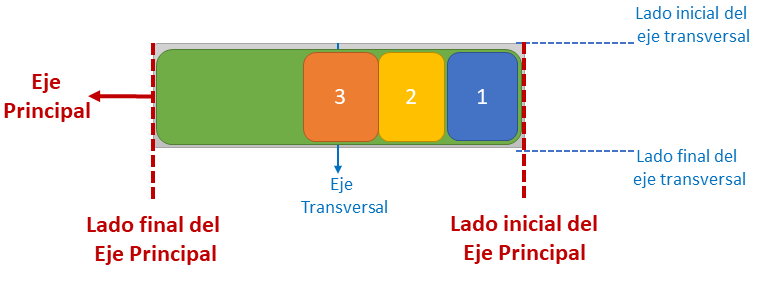 Lado inicial del
eje transversal
Eje
Principal
3
2
1
Lado final del
eje transversal
Eje
Transversal
Lado final del
Eje Principal
Lado inicial del
Eje Principal